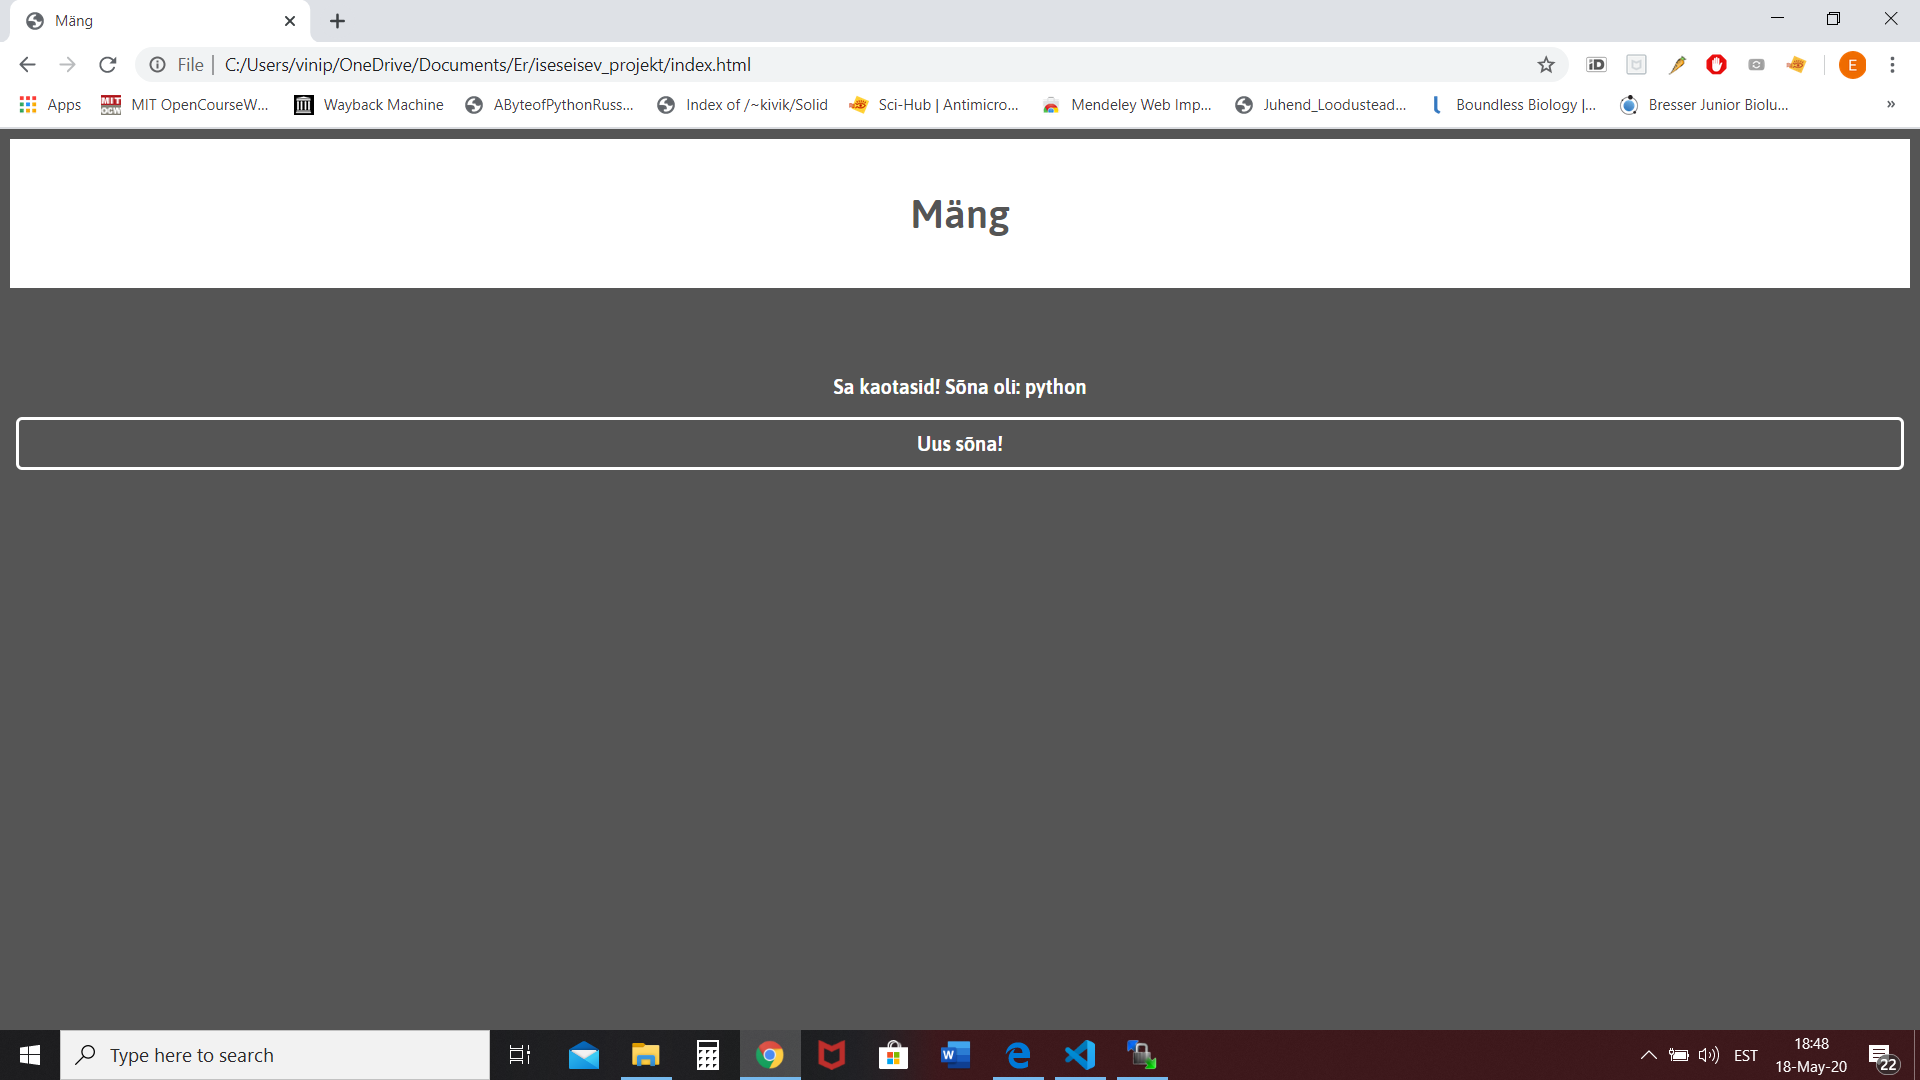 Mäng
File | C:/Users/vinip/OneDrive/Documents/Er/iseseisev_projekt/index.html
E
Apps MIT OpenCourseW... Wayback Machine AByteofPythonRuss... Index of /~kivik/Solid Sci-Hub | Antimicro... Mendeley Web Imp... Juhend_Loodustead... Boundless Biology |... Bresser Junior Biolu... »
Mäng
Sa kaotasid! Sõna oli: python
Uus sõna!
Type here to search
EST
18:48
18-May-20
22